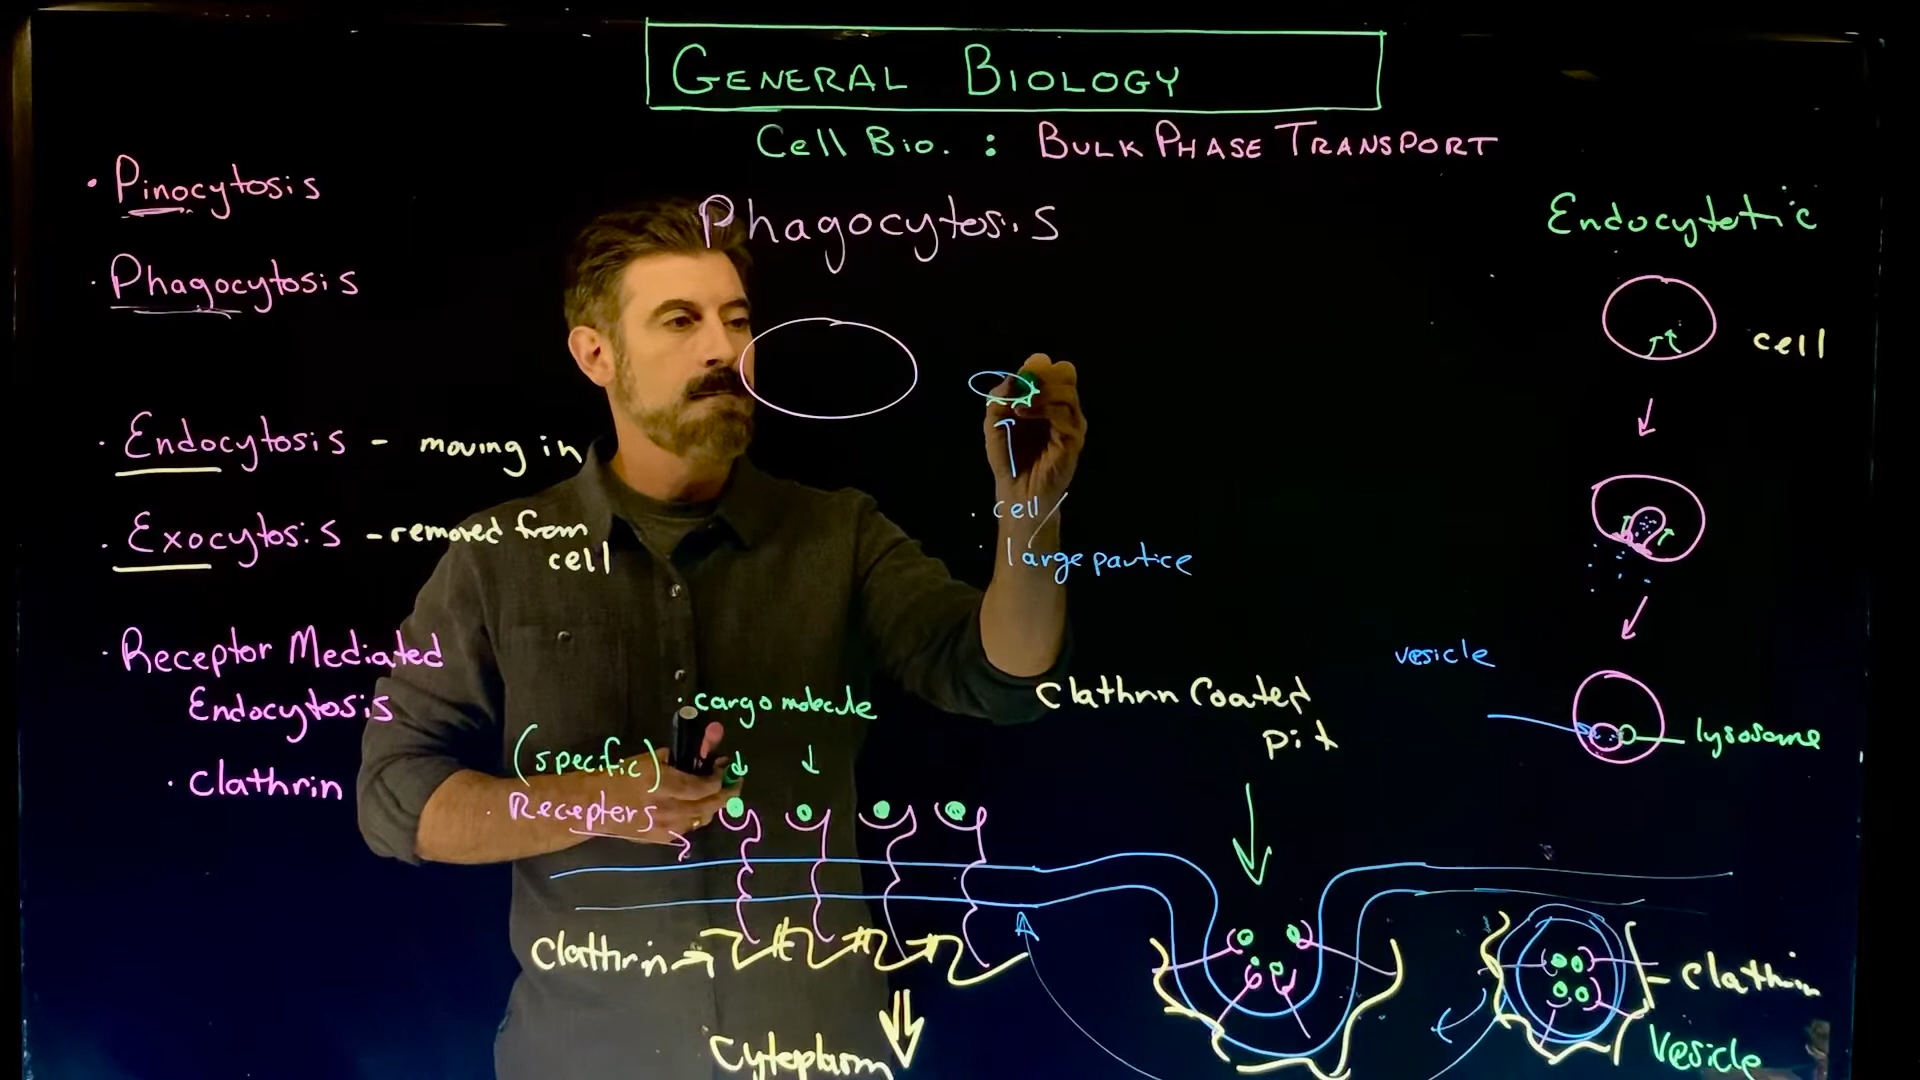 GENERAL BIOLOGY
Cell Bio. : BULK PHASE TRANSPORT
• Pinocytosis
• Phagocytosis
• Endocytosis - moving in
• Exocytosis - removed from
cell
• Receptor Mediated
Endocytosis
• Clathrin
Phagocytosis
• cell /
• large partice
Endocytotic
cell
vesicle
lysosome
• cargo molecule
(specific)
• Recepters
Clathrin
Cytoplasm
Clathrin Coated
pit
- Clathrin
Vesicle